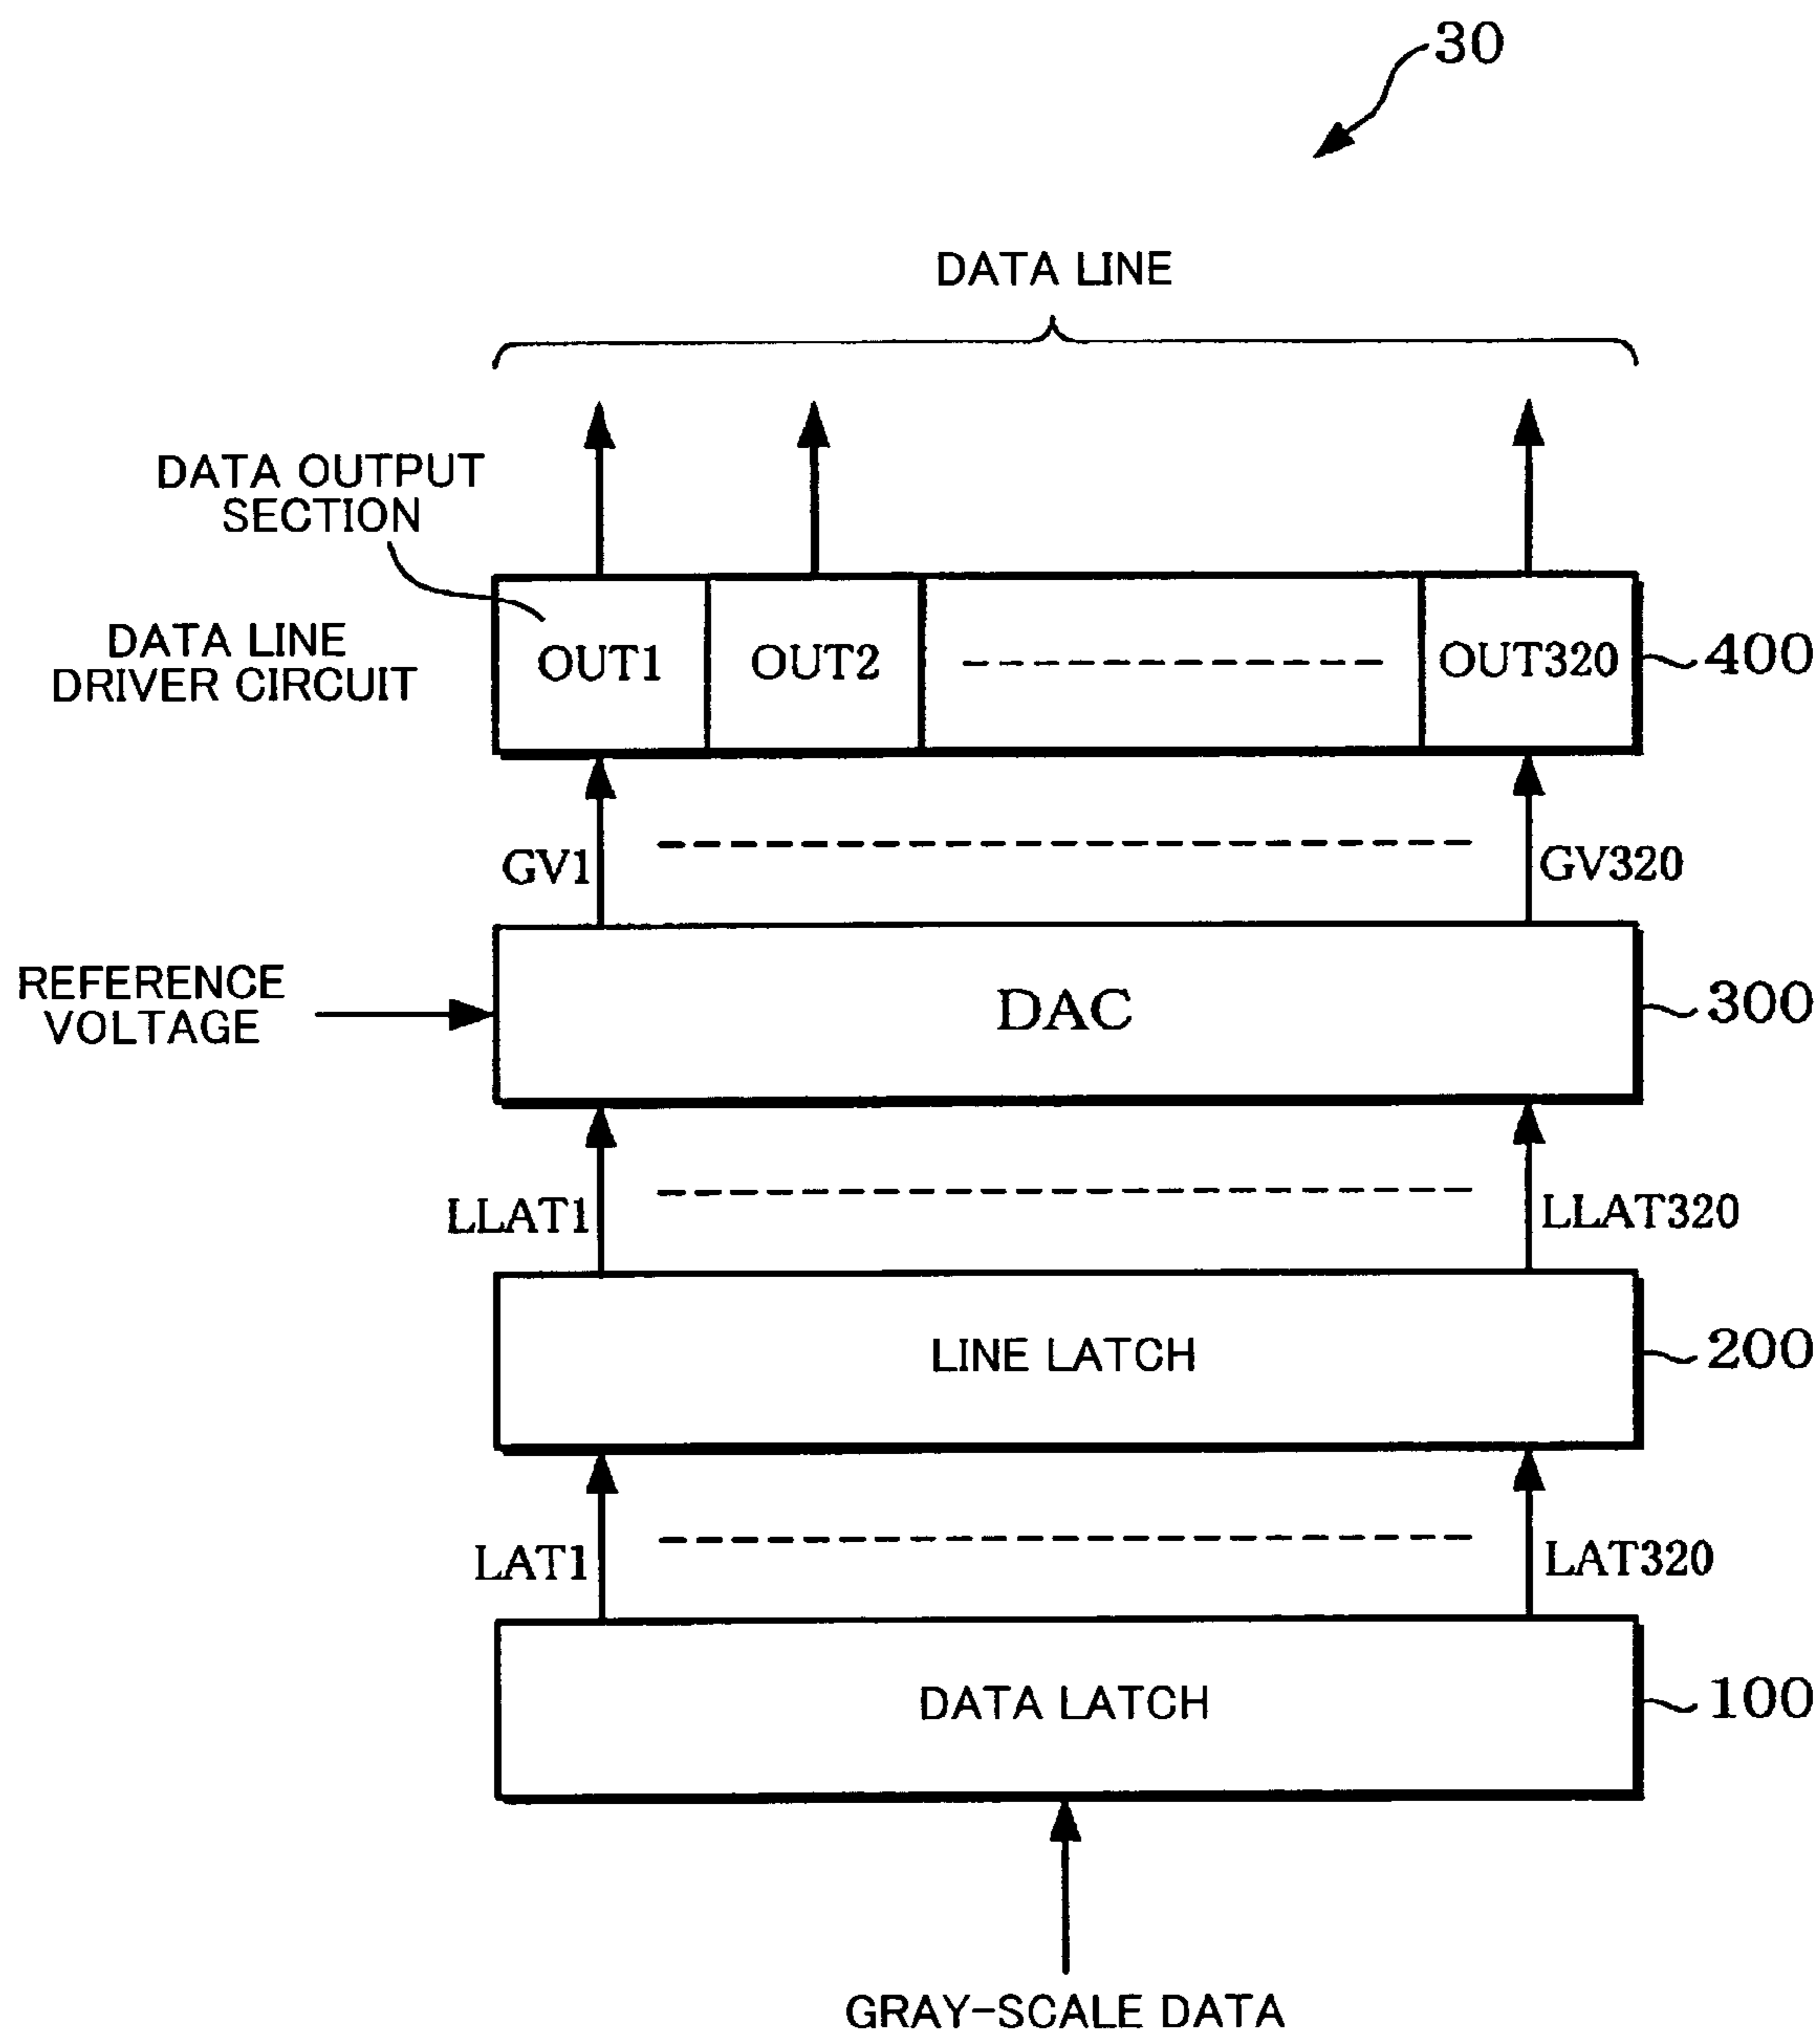 30
DATA LINE
DATA OUTPUT
SECTION
DATA LINE
DRIVER CIRCUIT
OUT1
OUT2
OUT320
400
GV1
GV320
REFERENCE
VOLTAGE
DAC
300
LLAT1
LLAT320
LINE LATCH
200
LAT1
LAT320
DATA LATCH
100
GRAY-SCALE DATA